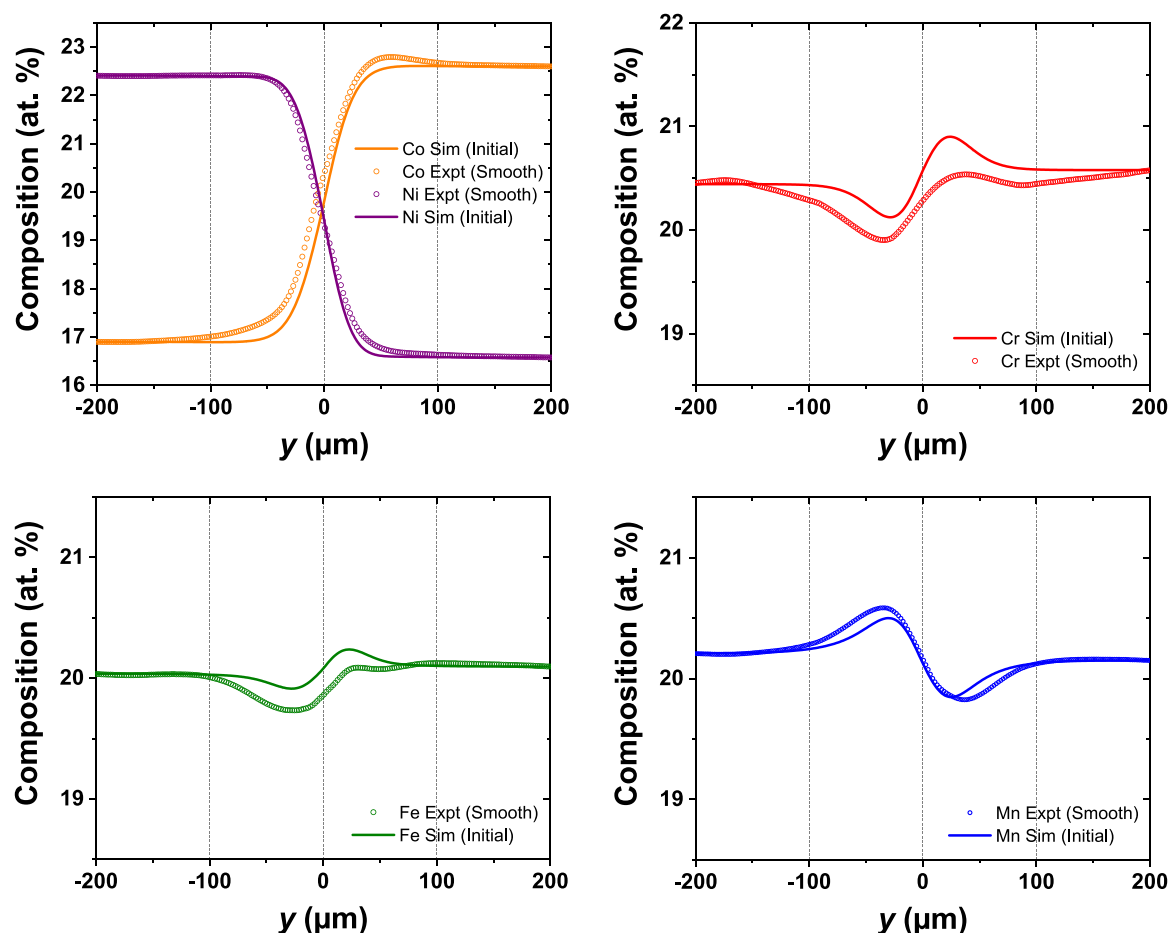 Composition (at. %)
23
22
21
20
19
18
17
16
Co Sim (Initial)
Co Expt (Smooth)
Ni Expt (Smooth)
Ni Sim (Initial)
-200
-100
0
100
200
y (µm)
Composition (at. %)
22
21
20
19
Cr Sim (Initial)
Cr Expt (Smooth)
-200
-100
0
100
200
y (µm)
Composition (at. %)
21
20
19
Fe Expt (Smooth)
Fe Sim (Initial)
-200
-100
0
100
200
y (µm)
Composition (at. %)
21
20
19
Mn Expt (Smooth)
Mn Sim (Initial)
-200
-100
0
100
200
y (µm)